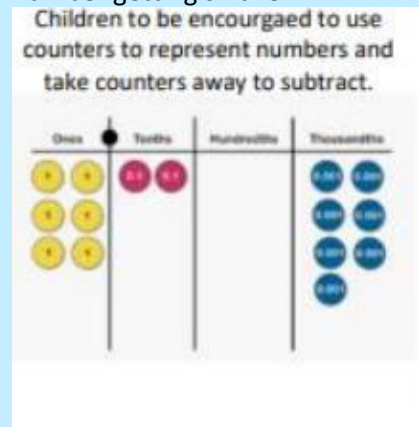 Children to be encourgaed to use
counters to represent numbers and
take counters away to subtract.
Ones Tenths Hundredths Thousandths
1 1 0.1 0.1 0.001 0.001
1 1 0.001 0.001
1 1 0.001 0.001
0.001